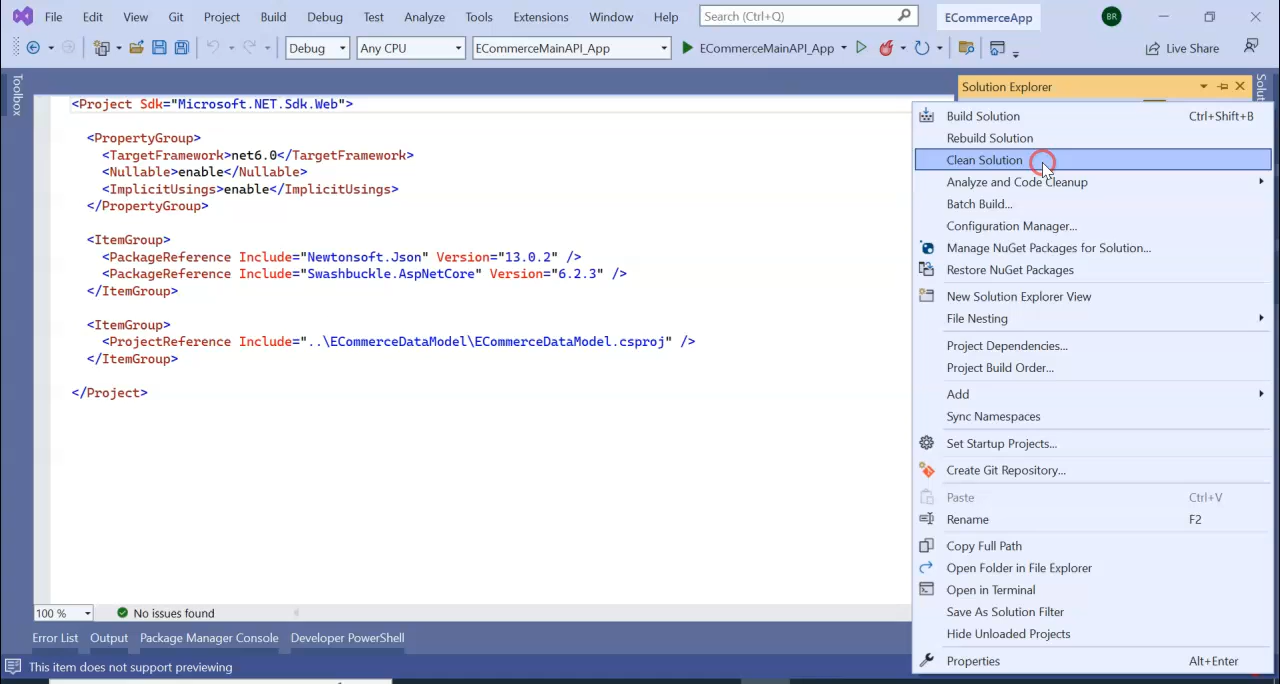 File Edit View Git Project Build Debug Test Analyze Tools Extensions Window Help Search (Ctrl+Q) ECommerceApp BR
Debug Any CPU ECommerceMainAPI_App ECommerceMainAPI_App Live Share
Toolbox
<Project Sdk="Microsoft.NET.Sdk.Web">
<PropertyGroup>
<TargetFramework>net6.0</TargetFramework>
<Nullable>enable</Nullable>
<ImplicitUsings>enable</ImplicitUsings>
</PropertyGroup>
<ItemGroup>
<PackageReference Include="Newtonsoft.Json" Version="13.0.2" />
<PackageReference Include="Swashbuckle.AspNetCore" Version="6.2.3" />
</ItemGroup>
<ItemGroup>
<ProjectReference Include="..\ECommerceDataModel\ECommerceDataModel.csproj" />
</ItemGroup>
</Project>
Solution Explorer
Build Solution Ctrl+Shift+B
Rebuild Solution
Clean Solution
Analyze and Code Cleanup
Batch Build...
Configuration Manager...
Manage NuGet Packages for Solution...
Restore NuGet Packages
New Solution Explorer View
File Nesting
Project Dependencies...
Project Build Order...
Add
Sync Namespaces
Set Startup Projects...
Create Git Repository...
Paste Ctrl+V
Rename F2
Copy Full Path
Open Folder in File Explorer
Open in Terminal
Save As Solution Filter
Hide Unloaded Projects
Properties Alt+Enter
100 % No issues found
Error List Output Package Manager Console Developer PowerShell
This item does not support previewing